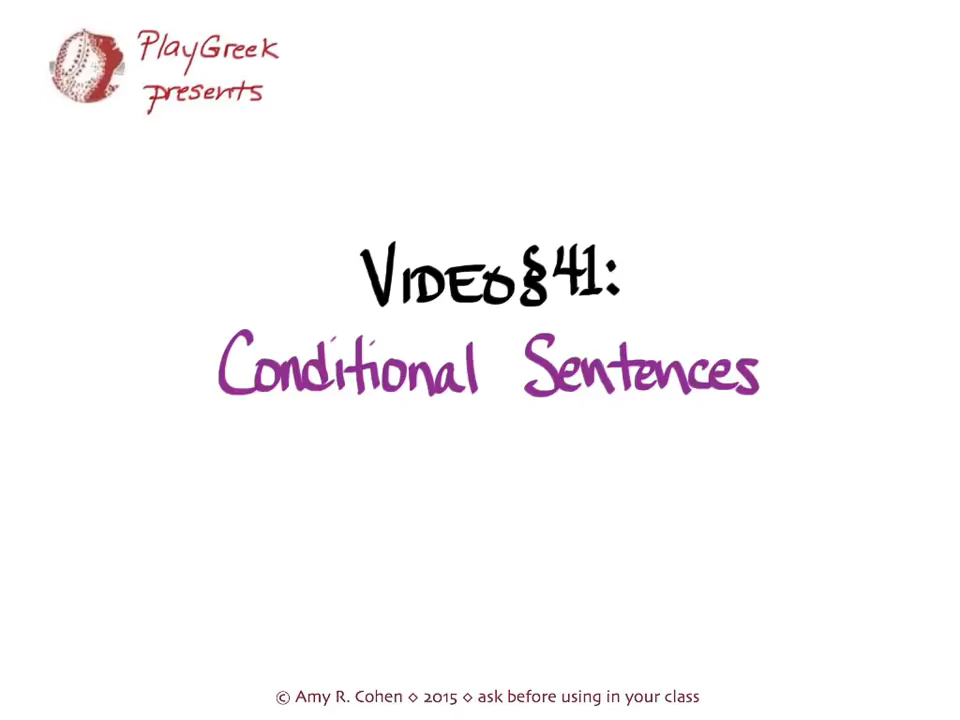 PlayGreek
presents
VIDEO § 41:
Conditional Sentences
© Amy R. Cohen ◇ 2015 ◇ ask before using in your class